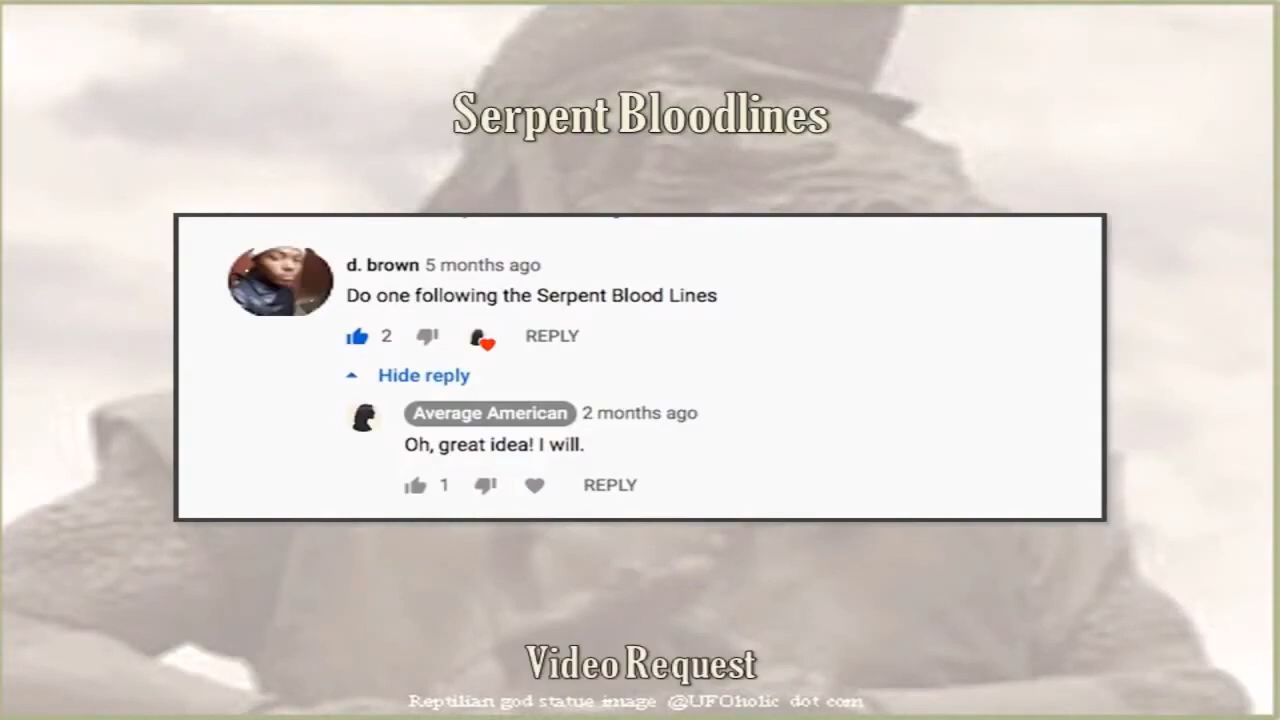 Serpent Bloodlines
d. brown 5 months ago
Do one following the Serpent Blood Lines
2 REPLY
Hide reply
Average American 2 months ago
Oh, great idea! I will.
1 REPLY
Video Request
Reptilian god statue image @UFOholic dot com